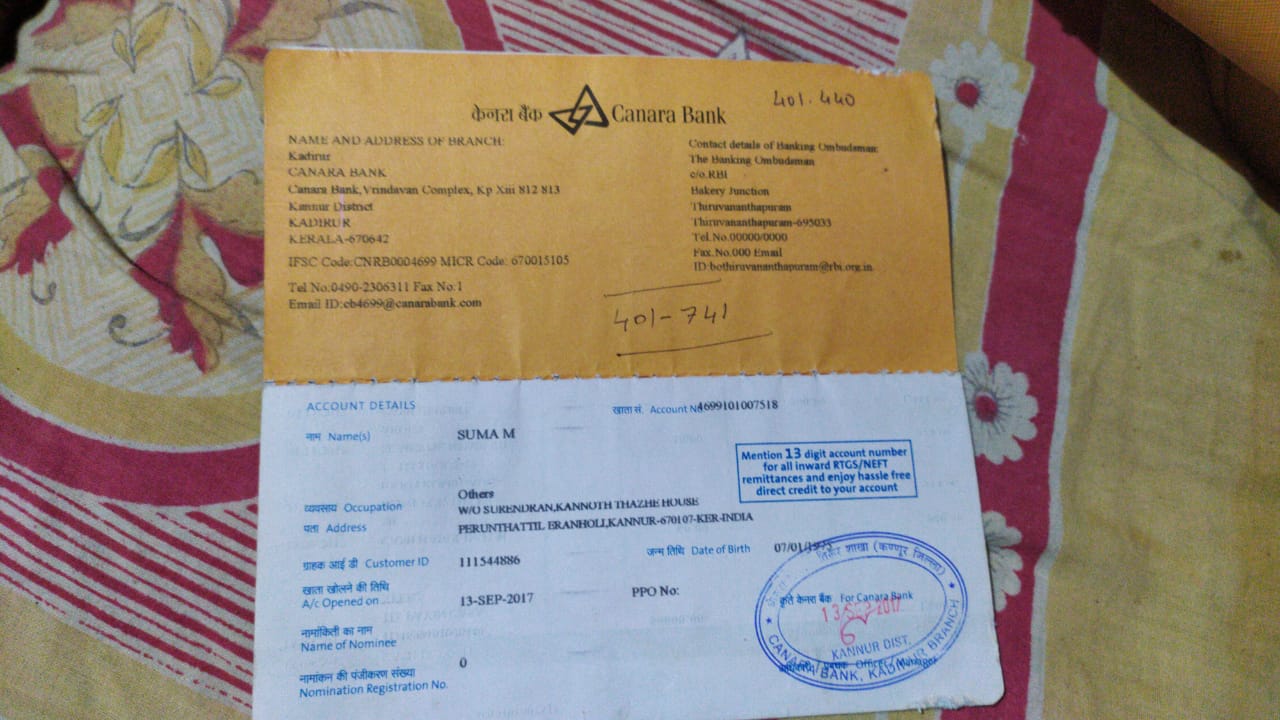 केनरा बैंक Canara Bank
401.440
NAME AND ADDRESS OF BRANCH:
Kadirur
CANARA BANK
Canara Bank,Vrindavan Complex, Kp Xiii 812 813
Kannur District
KADIRUR
KERALA-670642
IFSC Code:CNRB0004699 MICR Code: 670015105
Tel No:0490-2306311 Fax No:1
Email ID:cb4699@canarabank.com
Contact details of Banking Ombudsman:
The Banking Ombudsman
c/o.RBI
Bakery Junction
Thiruvananthapuram
Thiruvananthapuram-695033
Tel.No.00000/0000
Fax.No.000 Email
ID:bothiruvananthapuram@rbi.org.in
401-741
ACCOUNT DETAILS
खाता सं. Account No 4699101007518
नाम Name(s) SUMA M
Mention 13 digit account number
for all inward RTGS/NEFT
remittances and enjoy hassle free
direct credit to your account
व्यवसाय Occupation Others
पता Address W/O SURENDRAN,KANNOTH THAZHE HOUSE
PERUNTHATTIL ERANHOLI,KANNUR-670107-KER-INDIA
ग्राहक आई डी Customer ID 111544886
जन्म तिथि Date of Birth 07/01/
खाता खोलने की तिथि
A/c Opened on 13-SEP-2017
PPO No:
नामांकिती का नाम
Name of Nominee
नामांकन की पंजीकरण संख्या
Nomination Registration No. 0
शाखा (कण्णूर जिल्ला)
कृते केनरा बैंक For Canara Bank
13 SEP 2017
6
KANNUR DIST.
Officer / Manager
CANARA BANK, KADIRUR BRANCH